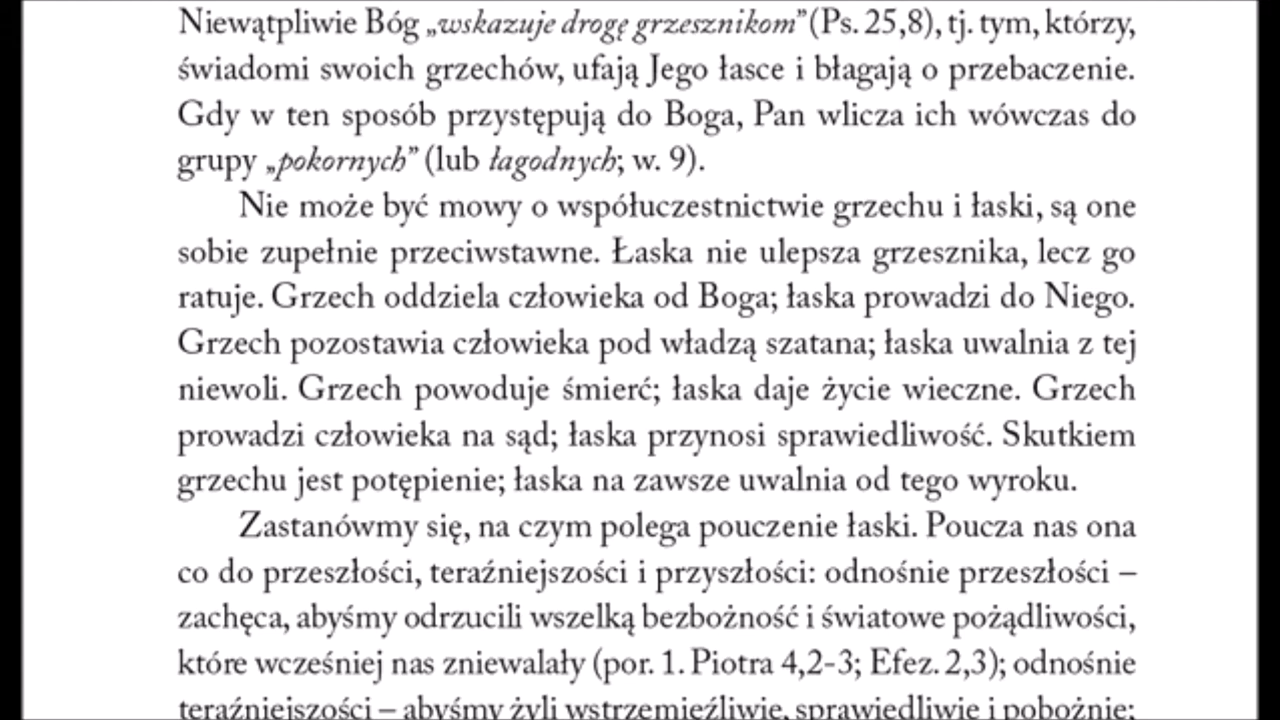 Niewątpliwie Bóg „wskazuje drogę grzesznikom” (Ps. 25,8), tj. tym, którzy,
świadomi swoich grzechów, ufają Jego łasce i błagają o przebaczenie.
Gdy w ten sposób przystępują do Boga, Pan wlicza ich wówczas do
grupy „pokornych” (lub łagodnych; w. 9).
Nie może być mowy o współuczestnictwie grzechu i łaski, są one
sobie zupełnie przeciwstawne. Łaska nie ulepsza grzesznika, lecz go
ratuje. Grzech oddziela człowieka od Boga; łaska prowadzi do Niego.
Grzech pozostawia człowieka pod władzą szatana; łaska uwalnia z tej
niewoli. Grzech powoduje śmierć; łaska daje życie wieczne. Grzech
prowadzi człowieka na sąd; łaska przynosi sprawiedliwość. Skutkiem
grzechu jest potępienie; łaska na zawsze uwalnia od tego wyroku.
Zastanówmy się, na czym polega pouczenie łaski. Poucza nas ona
co do przeszłości, teraźniejszości i przyszłości: odnośnie przeszłości –
zachęca, abyśmy odrzucili wszelką bezbożność i światowe pożądliwości,
które wcześniej nas zniewalały (por. 1. Piotra 4,2-3; Efez. 2,3); odnośnie
teraźniejszości – abyśmy żyli wstrzemięźliwie, sprawiedliwie i pobożnie;